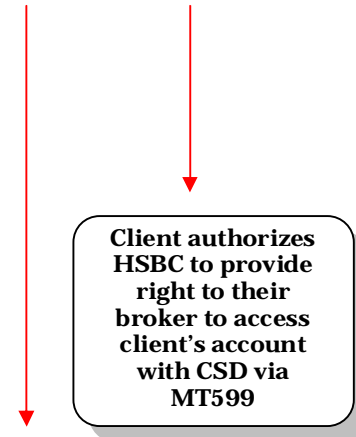 Client authorizes
HSBC to provide
right to their
broker to access
client's account
with CSD via
MT599